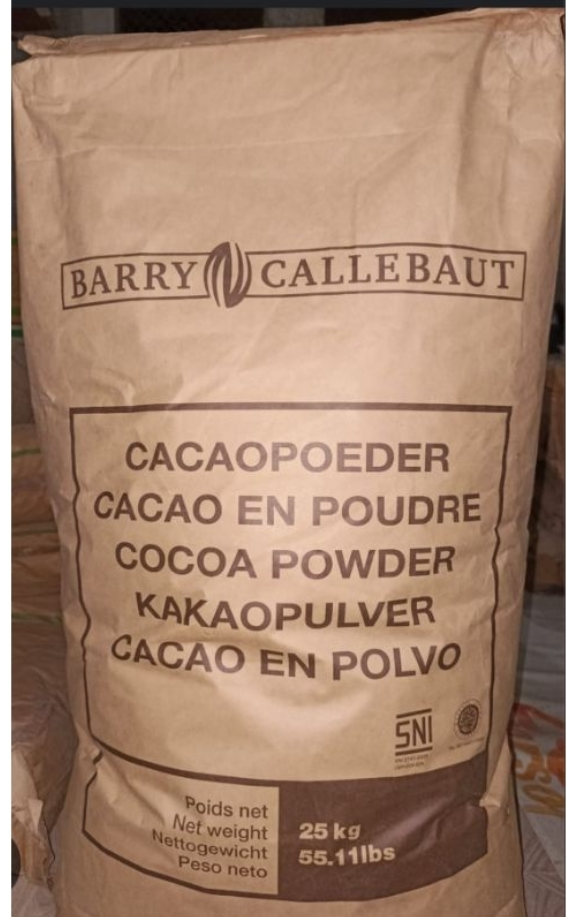 BARRY CALLEBAUT
CACAOPOEDER
CACAO EN POUDRE
COCOA POWDER
KAKAOPULVER
CACAO EN POLVO
SNI
Poids net
Net weight
Nettogewicht
Peso neto
25 kg
55.11lbs